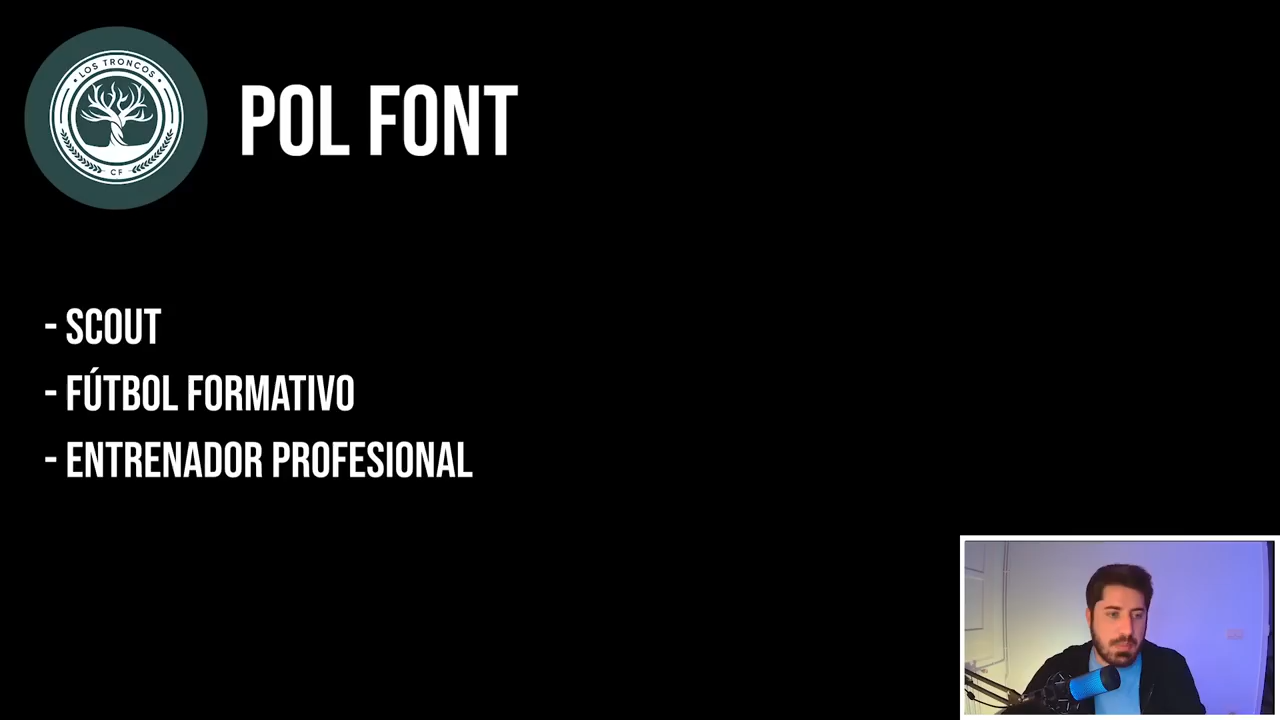 LOS TRONCOS
CF
POL FONT
- SCOUT
- FÚTBOL FORMATIVO
- ENTRENADOR PROFESIONAL